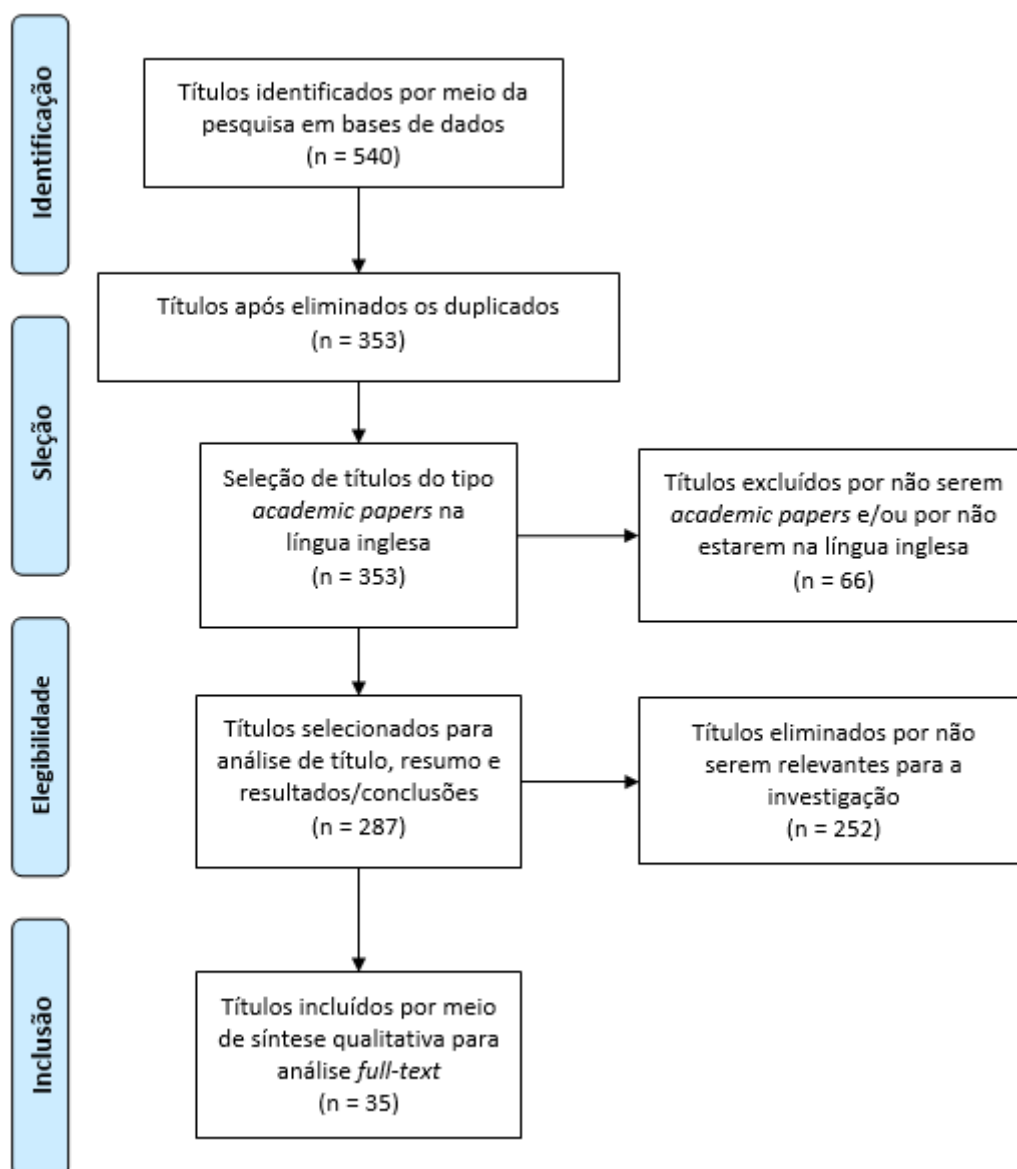 Identificação
Títulos identificados por meio da
pesquisa em bases de dados
(n = 540)
Títulos após eliminados os duplicados
(n = 353)
Sleção
Seleção de títulos do tipo
academic papers na
língua inglesa
(n = 353)
Títulos excluídos por não serem
academic papers e/ou por não
estarem na língua inglesa
(n = 66)
Elegibilidade
Títulos selecionados para
análise de título, resumo e
resultados/conclusões
(n = 287)
Títulos eliminados por não
serem relevantes para a
investigação
(n = 252)
Inclusão
Títulos incluídos por meio
de síntese qualitativa para
análise full-text
(n = 35)